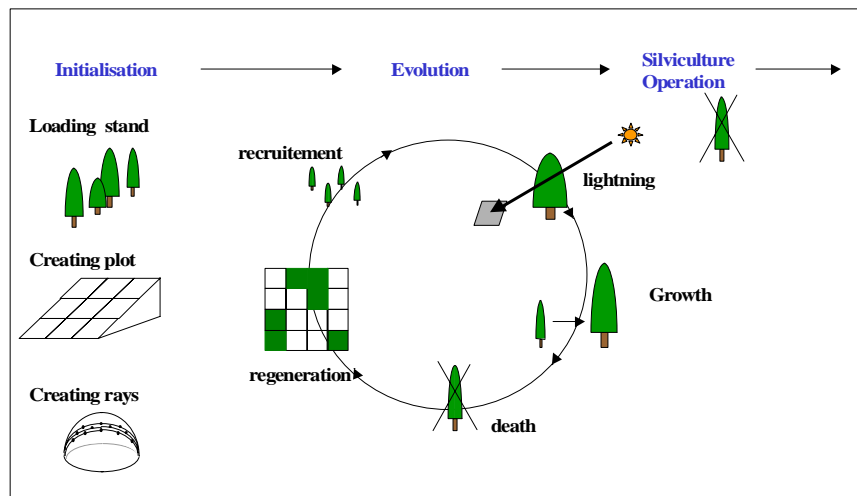 Initialisation
Evolution
Silviculture
Operation
Loading stand
recruitement
lightning
Creating plot
Growth
regeneration
Creating rays
death